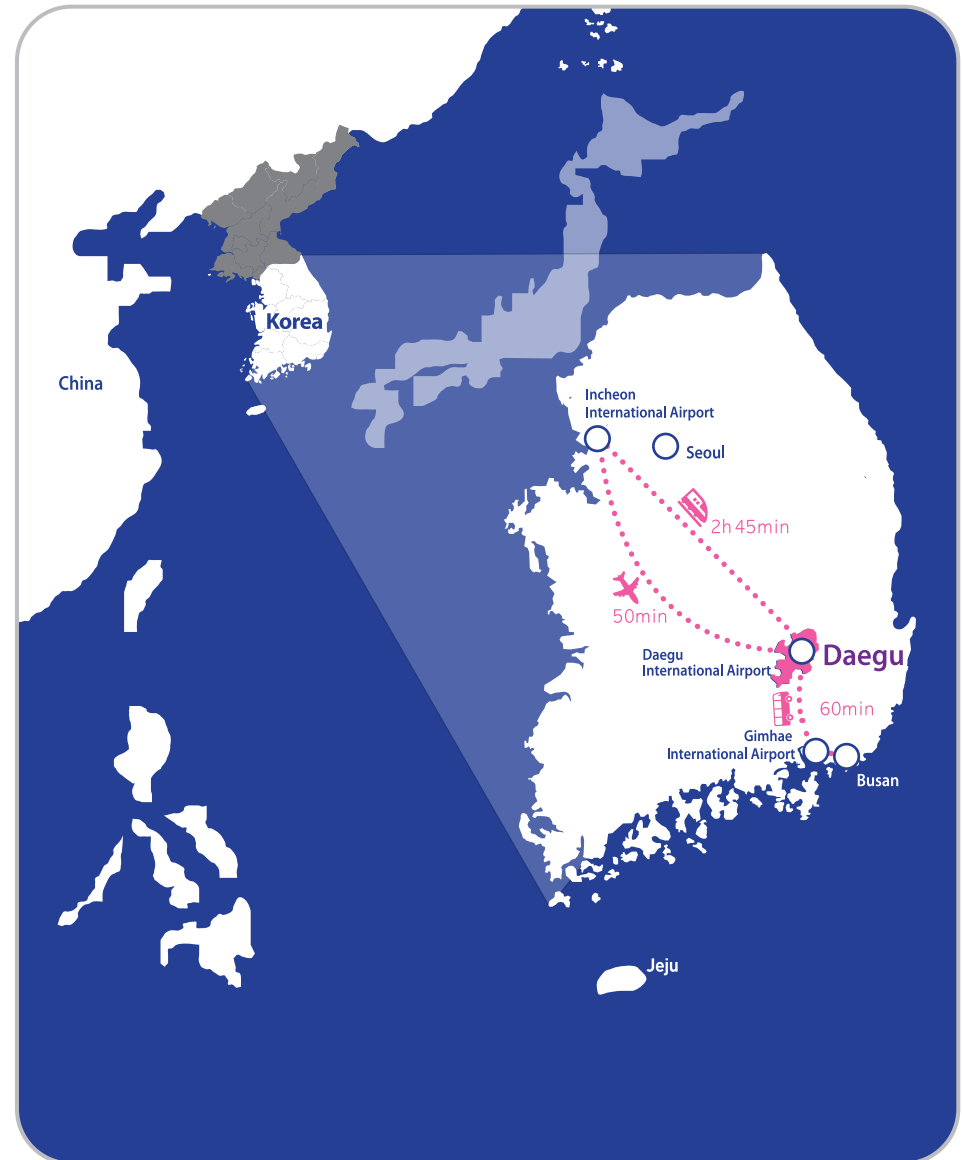 Korea
China
Incheon
International Airport
Seoul
2h 45min
50min
Daegu
International Airport
Daegu
60min
Gimhae
International Airport
Busan
Jeju